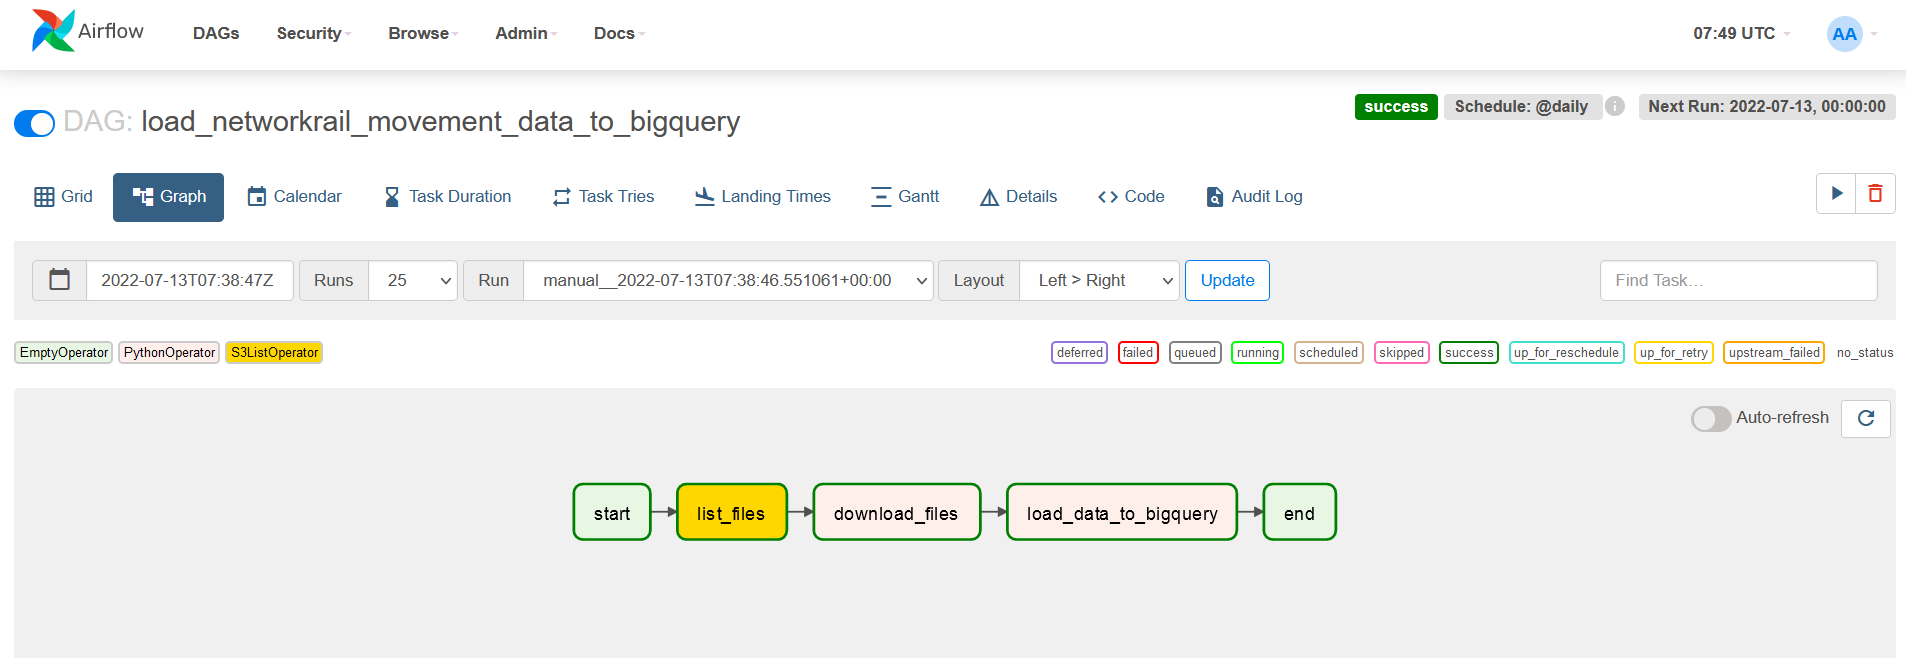 Airflow DAGs Security Browse Admin Docs 07:49 UTC AA
DAG: load_networkrail_movement_data_to_bigquery success Schedule: @daily i Next Run: 2022-07-13, 00:00:00
Grid Graph Calendar Task Duration Task Tries Landing Times Gantt Details Code Audit Log
2022-07-13T07:38:47Z Runs 25 Run manual__2022-07-13T07:38:46.551061+00:00 Layout Left > Right Update Find Task…
EmptyOperator PythonOperator S3ListOperator deferred failed queued running scheduled skipped success up_for_reschedule up_for_retry upstream_failed no_status
Auto-refresh
start list_files download_files load_data_to_bigquery end